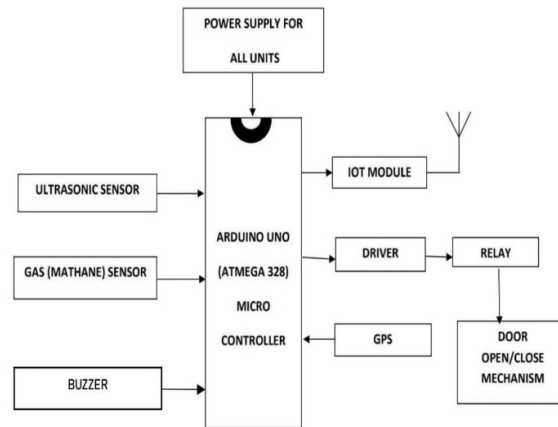 POWER SUPPLY FOR
ALL UNITS
IOT MODULE
ULTRASONIC SENSOR
ARDUINO UNO
(ATMEGA 328)
MICRO
CONTROLLER
DRIVER
RELAY
GAS (MATHANE) SENSOR
GPS
DOOR
OPEN/CLOSE
MECHANISM
BUZZER